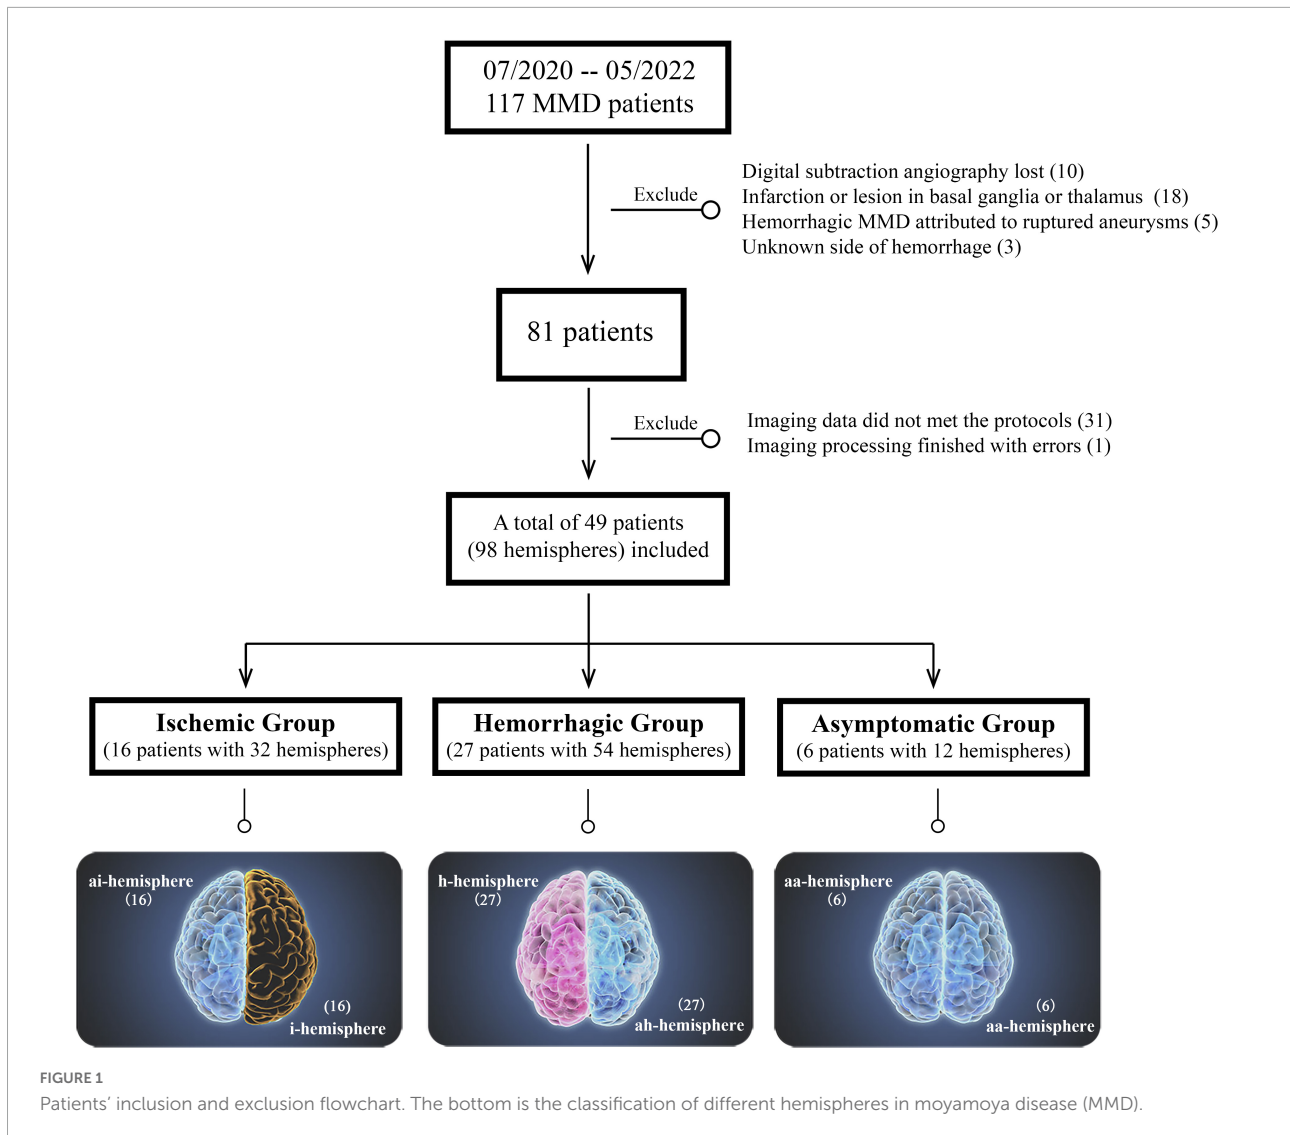 07/2020 -- 05/2022
117 MMD patients
Exclude
Digital subtraction angiography lost (10)
Infarction or lesion in basal ganglia or thalamus (18)
Hemorrhagic MMD attributed to ruptured aneurysms (5)
Unknown side of hemorrhage (3)
81 patients
Exclude
Imaging data did not met the protocols (31)
Imaging processing finished with errors (1)
A total of 49 patients
(98 hemispheres) included
Ischemic Group
(16 patients with 32 hemispheres)
Hemorrhagic Group
(27 patients with 54 hemispheres)
Asymptomatic Group
(6 patients with 12 hemispheres)
ai-hemisphere
(16)
(16)
i-hemisphere
h-hemisphere
(27)
(27)
ah-hemisphere
aa-hemisphere
(6)
(6)
aa-hemisphere
FIGURE 1
Patients’ inclusion and exclusion flowchart. The bottom is the classification of different hemispheres in moyamoya disease (MMD).